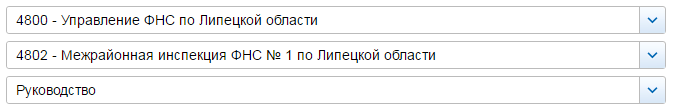 4800 - Управление ФНС по Липецкой области
4802 - Межрайонная инспекция ФНС № 1 по Липецкой области
Руководство